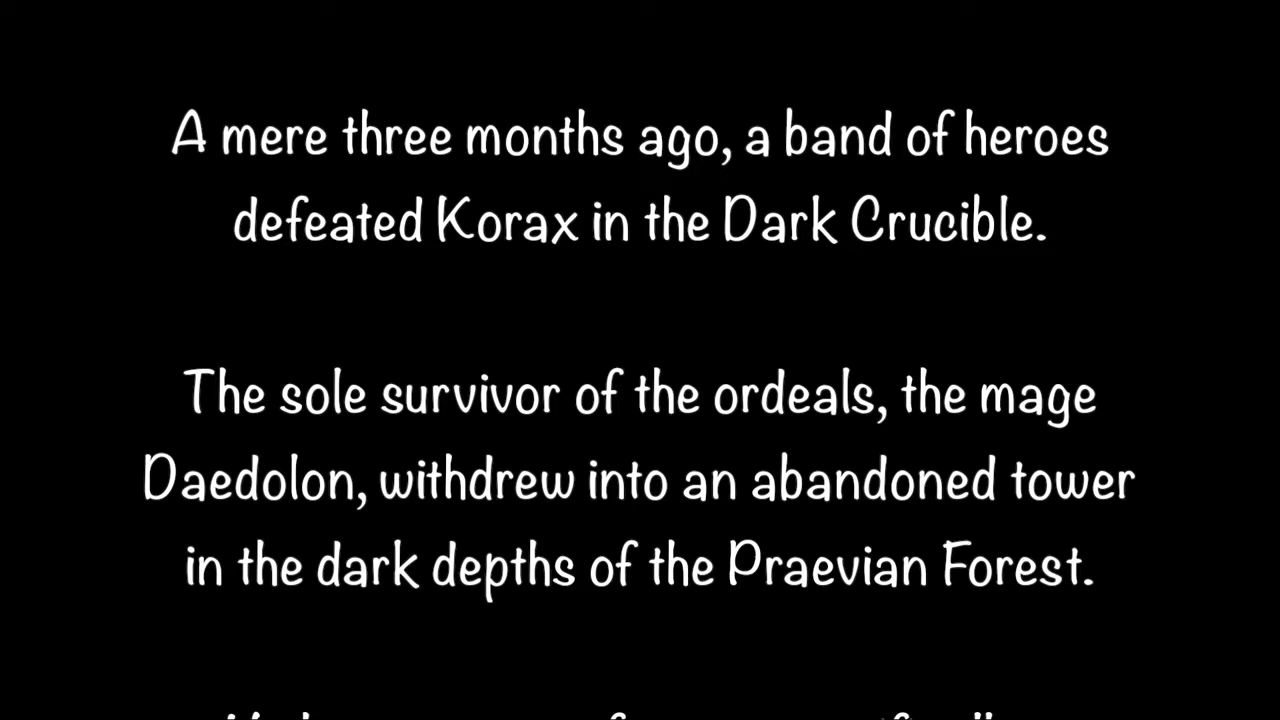 A mere three months ago, a band of heroes
defeated Korax in the Dark Crucible.
The sole survivor of the ordeals, the mage
Daedolon, withdrew into an abandoned tower
in the dark depths of the Praevian Forest.